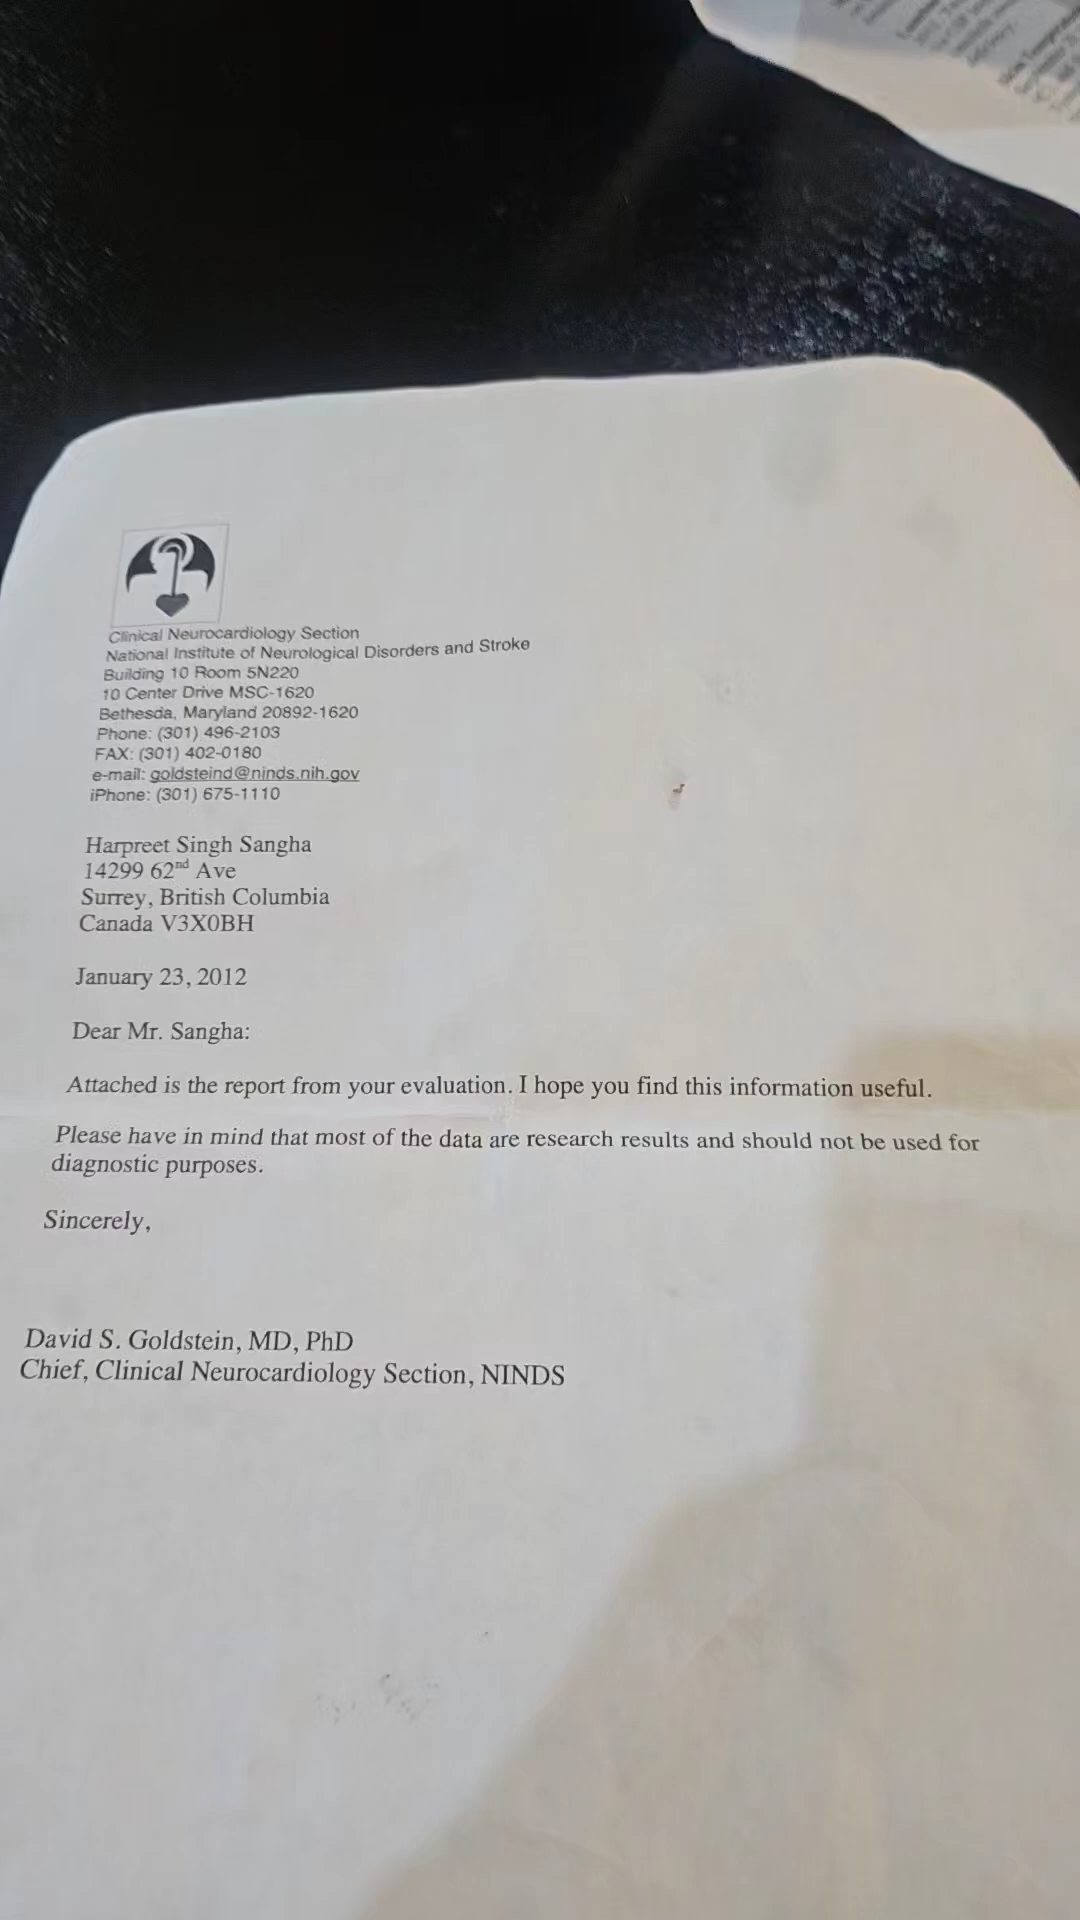 Clinical Neurocardiology Section
National Institute of Neurological Disorders and Stroke
Building 10 Room 5N220
10 Center Drive MSC-1620
Bethesda, Maryland 20892-1620
Phone: (301) 496-2103
FAX: (301) 402-0180
e-mail: goldsteind@ninds.nih.gov
iPhone: (301) 675-1110
Harpreet Singh Sangha
14299 62nd Ave
Surrey, British Columbia
Canada V3X0BH
January 23, 2012
Dear Mr. Sangha:
Attached is the report from your evaluation. I hope you find this information useful.
Please have in mind that most of the data are research results and should not be used for
diagnostic purposes.
Sincerely,
David S. Goldstein, MD, PhD
Chief, Clinical Neurocardiology Section, NINDS